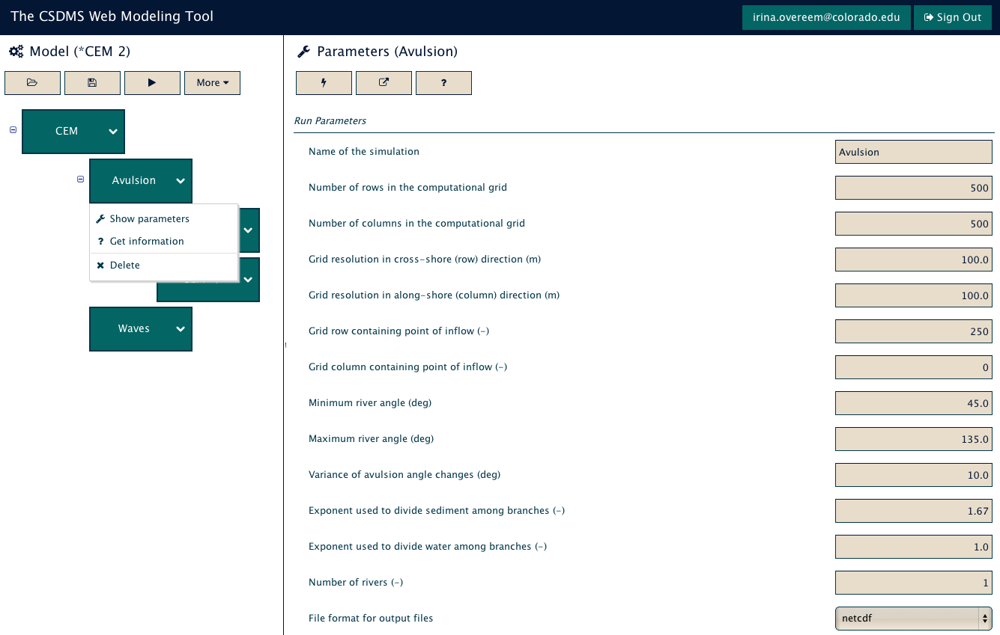 The CSDMS Web Modeling Tool
irina.overeem@colorado.edu
Sign Out
Model (*CEM 2)
More
CEM
Avulsion
Show parameters
? Get information
Delete
Waves
Parameters (Avulsion)
?
Run Parameters
Name of the simulation Avulsion
Number of rows in the computational grid 500
Number of columns in the computational grid 500
Grid resolution in cross-shore (row) direction (m) 100.0
Grid resolution in along-shore (column) direction (m) 100.0
Grid row containing point of inflow (-) 250
Grid column containing point of inflow (-) 0
Minimum river angle (deg) 45.0
Maximum river angle (deg) 135.0
Variance of avulsion angle changes (deg) 10.0
Exponent used to divide sediment among branches (-) 1.67
Exponent used to divide water among branches (-) 1.0
Number of rivers (-) 1
File format for output files netcdf